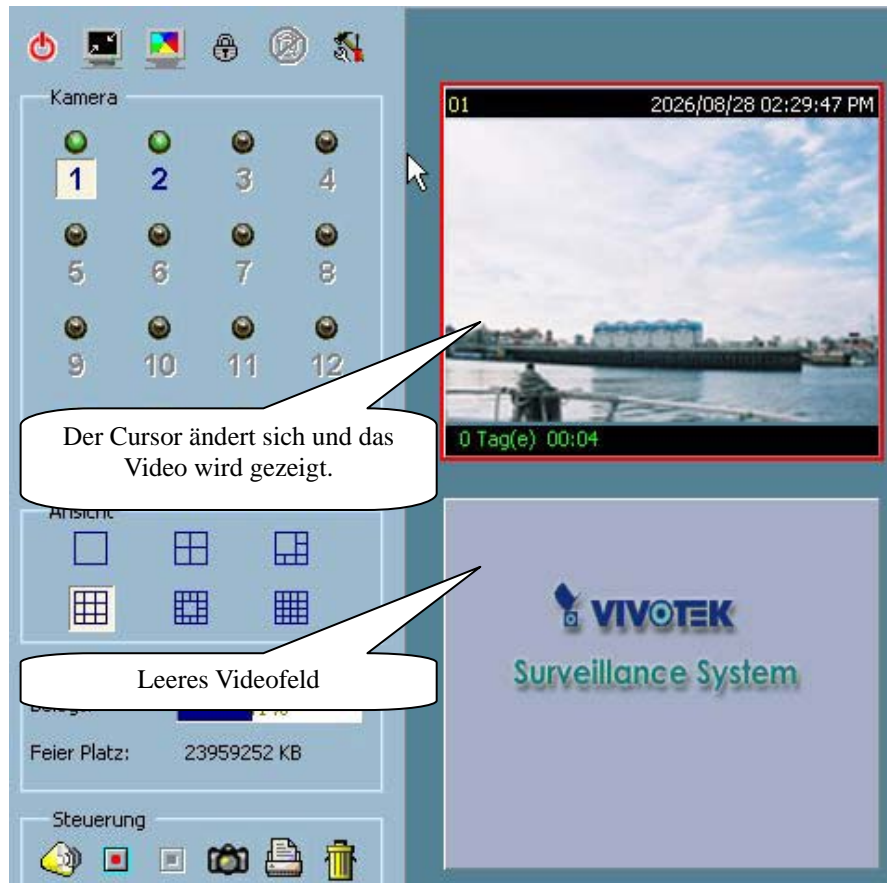 Kamera
01 2026/08/28 02:29:47 PM
1 2 3 4
5 6 7 8
9 10 11 12
0 Tag(e) 00:04
Der Cursor ändert sich und das
Video wird gezeigt.
Ansicht
VIVOTEK
Surveillance System
Leeres Videofeld
Feier Platz: 23959252 KB
Steuerung